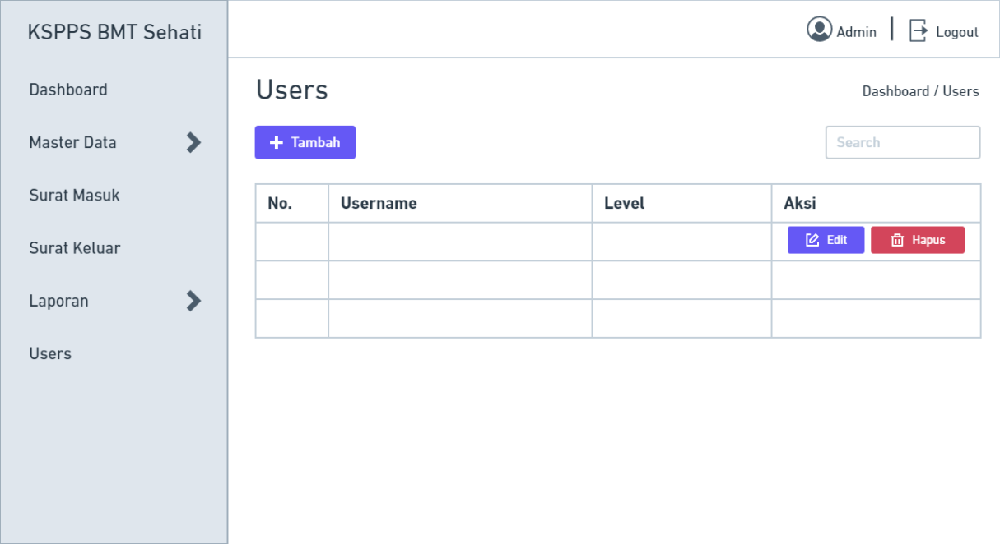 KSPPS BMT Sehati
Admin
Logout
Dashboard
Master Data
Surat Masuk
Surat Keluar
Laporan
Users
Users
Dashboard / Users
Tambah
Search
No. Username Level Aksi
Edit Hapus